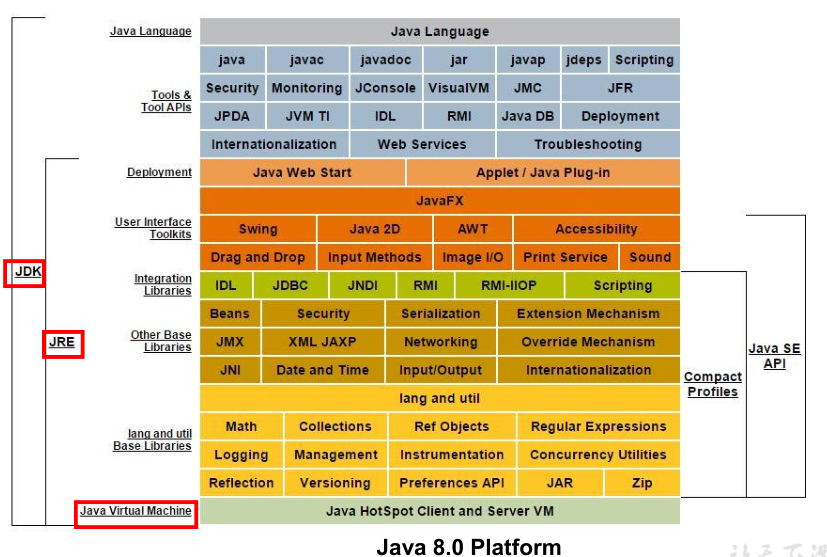 Java Language Java Language
java javac javadoc jar javap jdeps Scripting
Security Monitoring JConsole VisualVM JMC JFR
Tools &
Tool APIs
JPDA JVM TI IDL RMI Java DB Deployment
Internationalization Web Services Troubleshooting
Deployment Java Web Start Applet / Java Plug-in
JavaFX
User Interface
Toolkits
Swing Java 2D AWT Accessibility
Drag and Drop Input Methods Image I/O Print Service Sound
JDK
Integration
Libraries
IDL JDBC JNDI RMI RMI-IIOP Scripting
Beans Security Serialization Extension Mechanism
JRE
Other Base
Libraries
JMX XML JAXP Networking Override Mechanism
Java SE
API
JNI Date and Time Input/Output Internationalization
Compact
Profiles
lang and util
Math Collections Ref Objects Regular Expressions
lang and util
Base Libraries
Logging Management Instrumentation Concurrency Utilities
Reflection Versioning Preferences API JAR Zip
Java Virtual Machine Java HotSpot Client and Server VM
Java 8.0 Platform